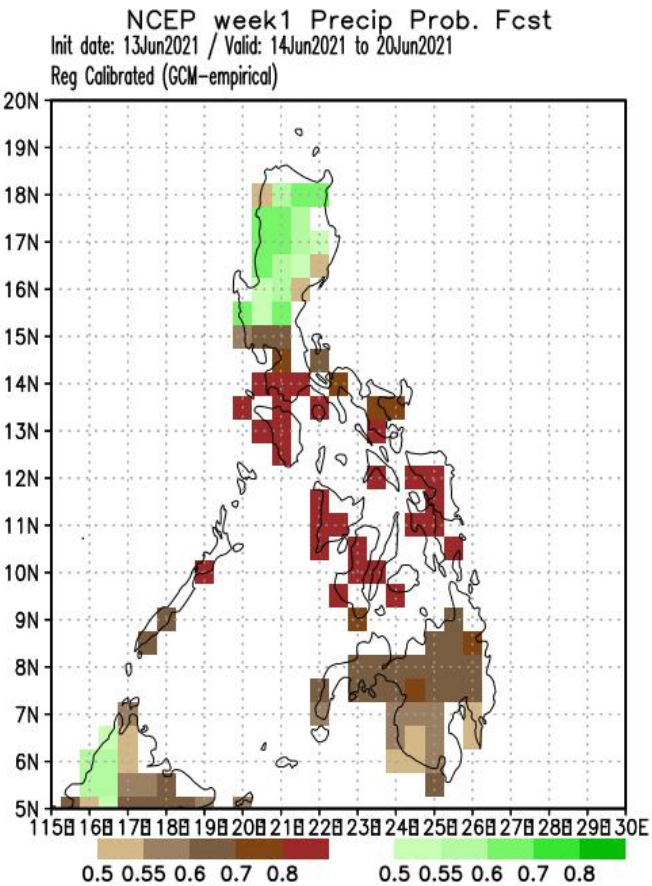 NCEP week1 Precip Prob. Fcst
Init date: 13Jun2021 / Valid: 14Jun2021 to 20Jun2021
Reg Calibrated (GCM-empirical)
20N
19N
18N
17N
16N
15N
14N
13N
12N
11N
10N
9N
8N
7N
6N
5N
115E 116E 117E 118E 119E 120E 121E 122E 123E 124E 125E 126E 127E 128E 129E 130E
0.5 0.55 0.6 0.7 0.8 0.5 0.55 0.6 0.7 0.8